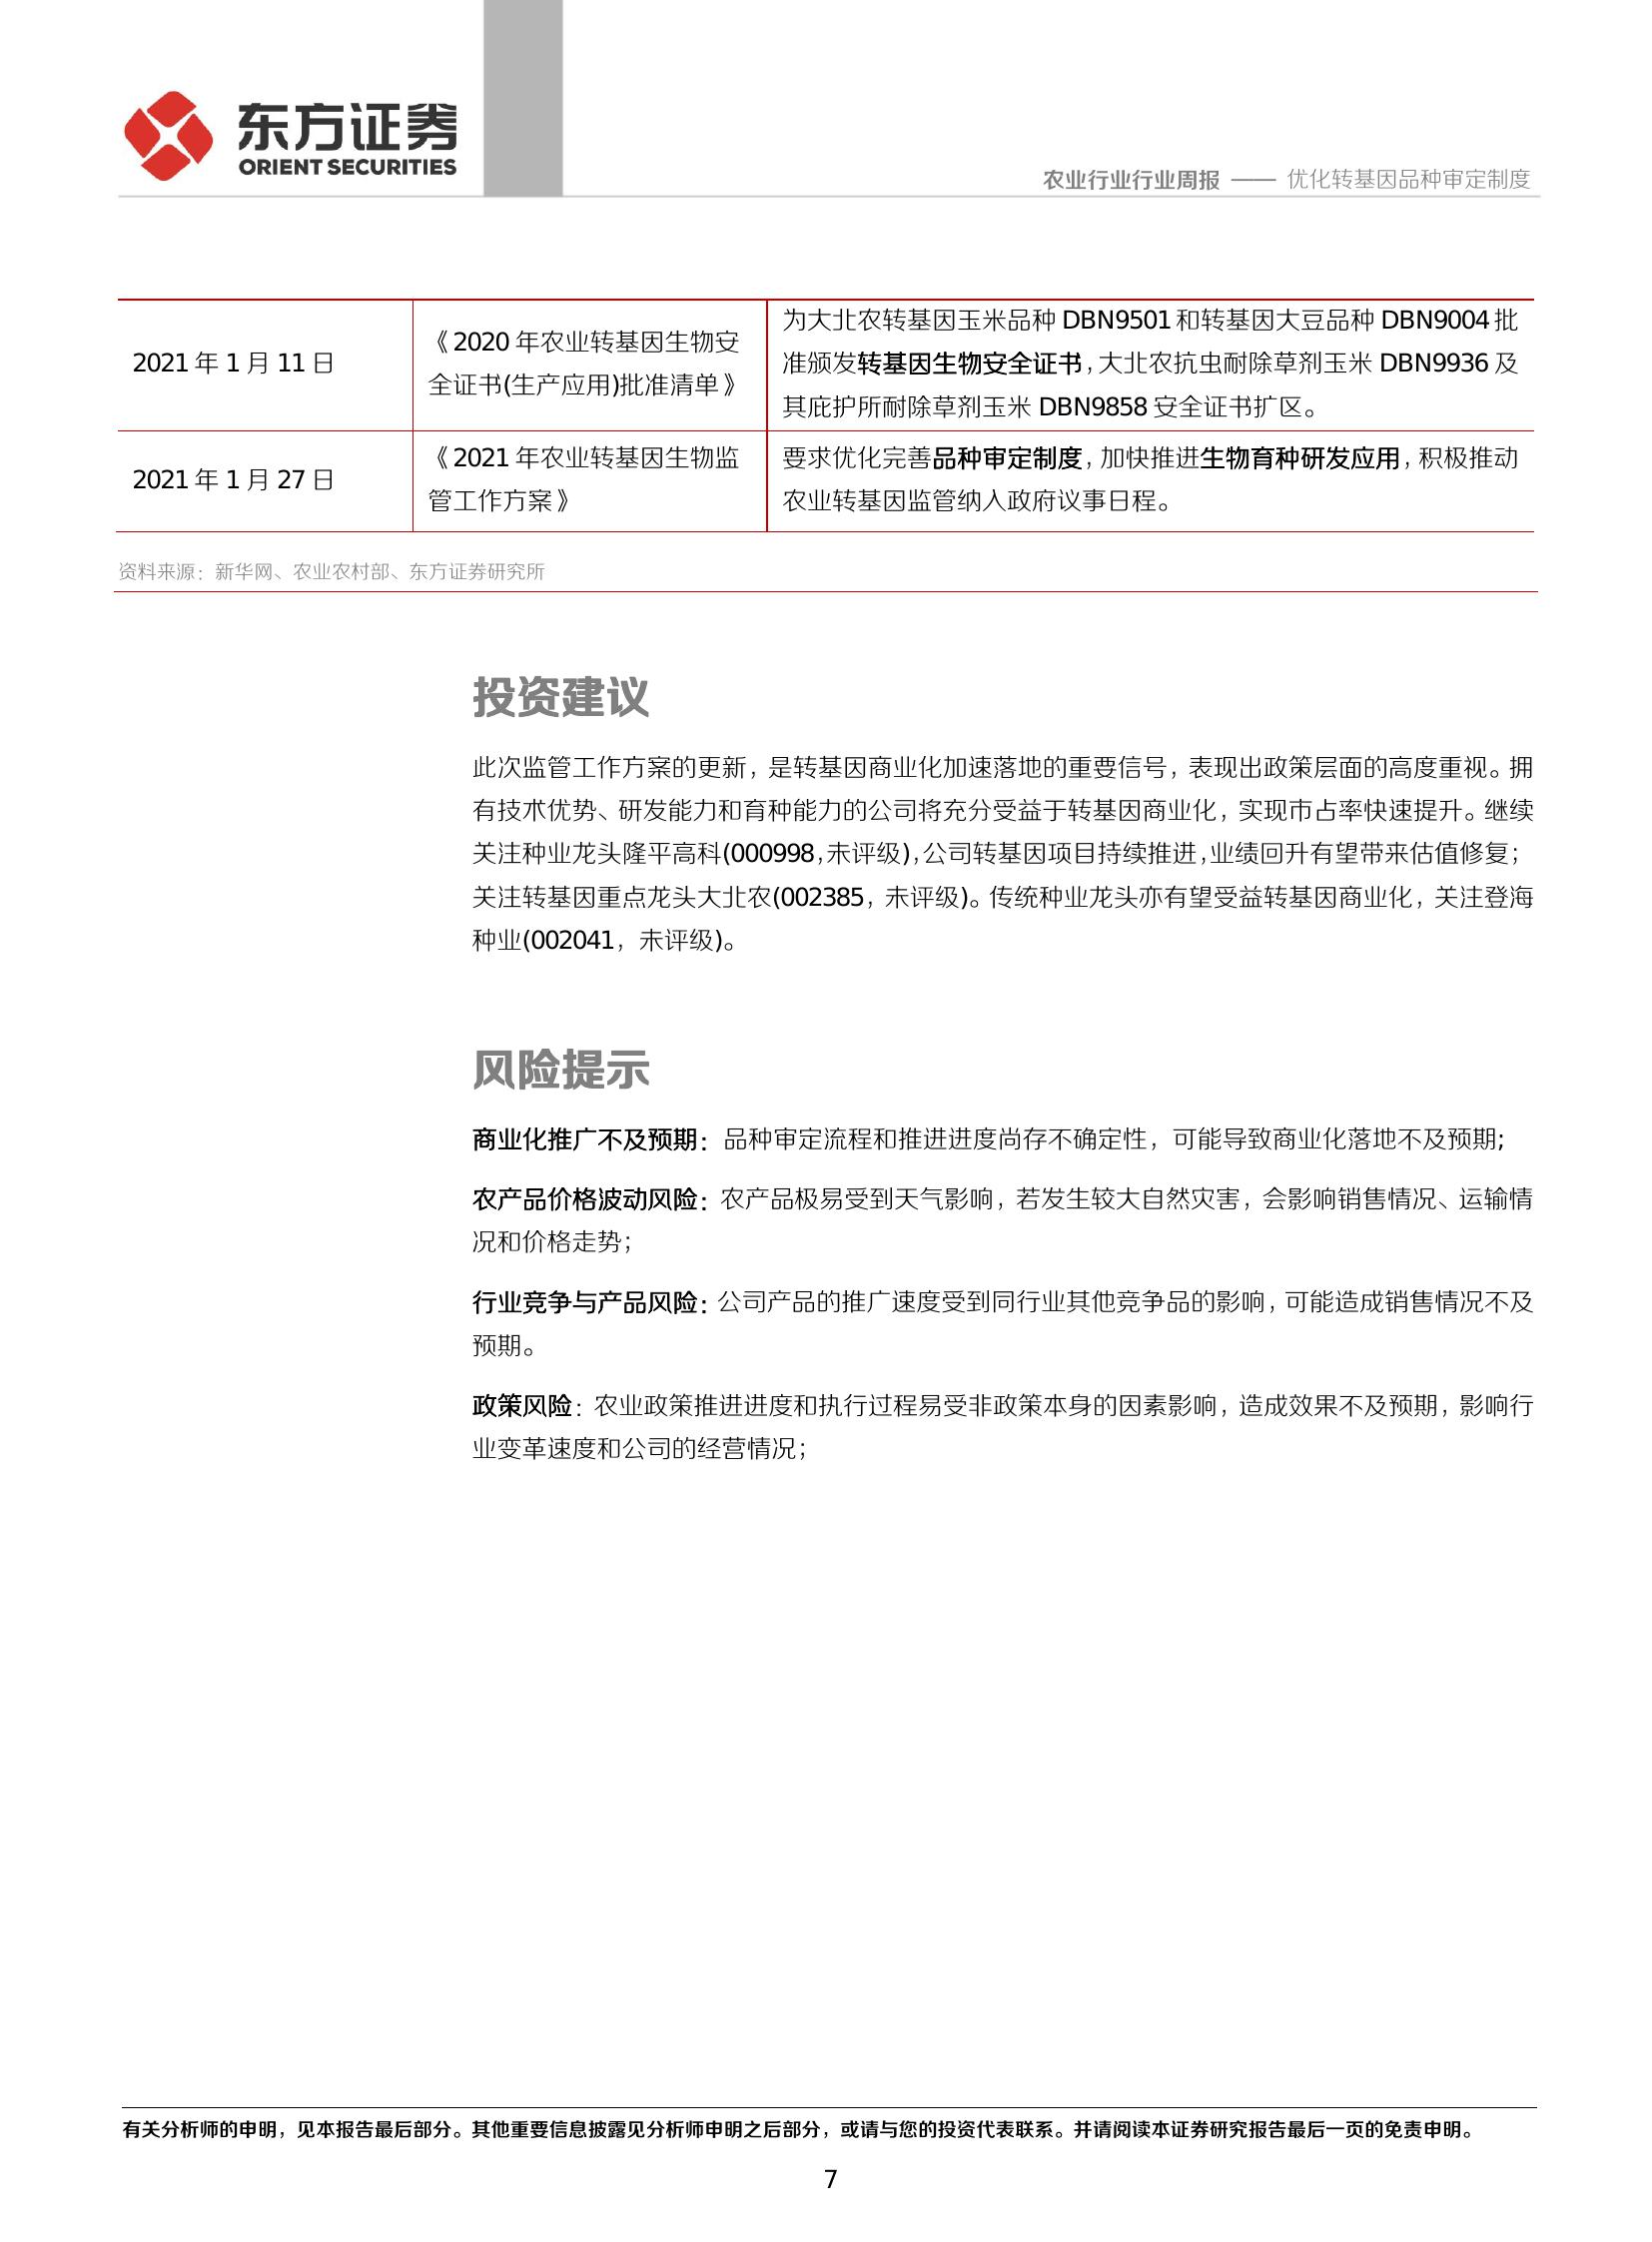 东方证券
ORIENT SECURITIES
农业行业行业周报 —— 优化转基因品种审定制度
2021 年 1 月 11 日
《2020 年农业转基因生物安
全证书(生产应用)批准清单》
为大北农转基因玉米品种 DBN9501 和转基因大豆品种 DBN9004 批
准颁发转基因生物安全证书，大北农抗虫耐除草剂玉米 DBN9936 及
其庇护所耐除草剂玉米 DBN9858 安全证书扩区。
2021 年 1 月 27 日
《2021 年农业转基因生物监
管工作方案》
要求优化完善品种审定制度，加快推进生物育种研发应用，积极推动
农业转基因监管纳入政府议事日程。
资料来源：新华网、农业农村部、东方证券研究所
投资建议
此次监管工作方案的更新，是转基因商业化加速落地的重要信号，表现出政策层面的高度重视。拥
有技术优势、研发能力和育种能力的公司将充分受益于转基因商业化，实现市占率快速提升。继续
关注种业龙头隆平高科(000998，未评级)，公司转基因项目持续推进，业绩回升有望带来估值修复；
关注转基因重点龙头大北农(002385，未评级)。传统种业龙头亦有望受益转基因商业化，关注登海
种业(002041，未评级)。
风险提示
商业化推广不及预期：品种审定流程和推进进度尚存不确定性，可能导致商业化落地不及预期;
农产品价格波动风险：农产品极易受到天气影响，若发生较大自然灾害，会影响销售情况、运输情
况和价格走势；
行业竞争与产品风险：公司产品的推广速度受到同行业其他竞争品的影响，可能造成销售情况不及
预期。
政策风险：农业政策推进进度和执行过程易受非政策本身的因素影响，造成效果不及预期，影响行
业变革速度和公司的经营情况；
有关分析师的申明，见本报告最后部分。其他重要信息披露见分析师申明之后部分，或请与您的投资代表联系。并请阅读本证券研究报告最后一页的免责申明。
7